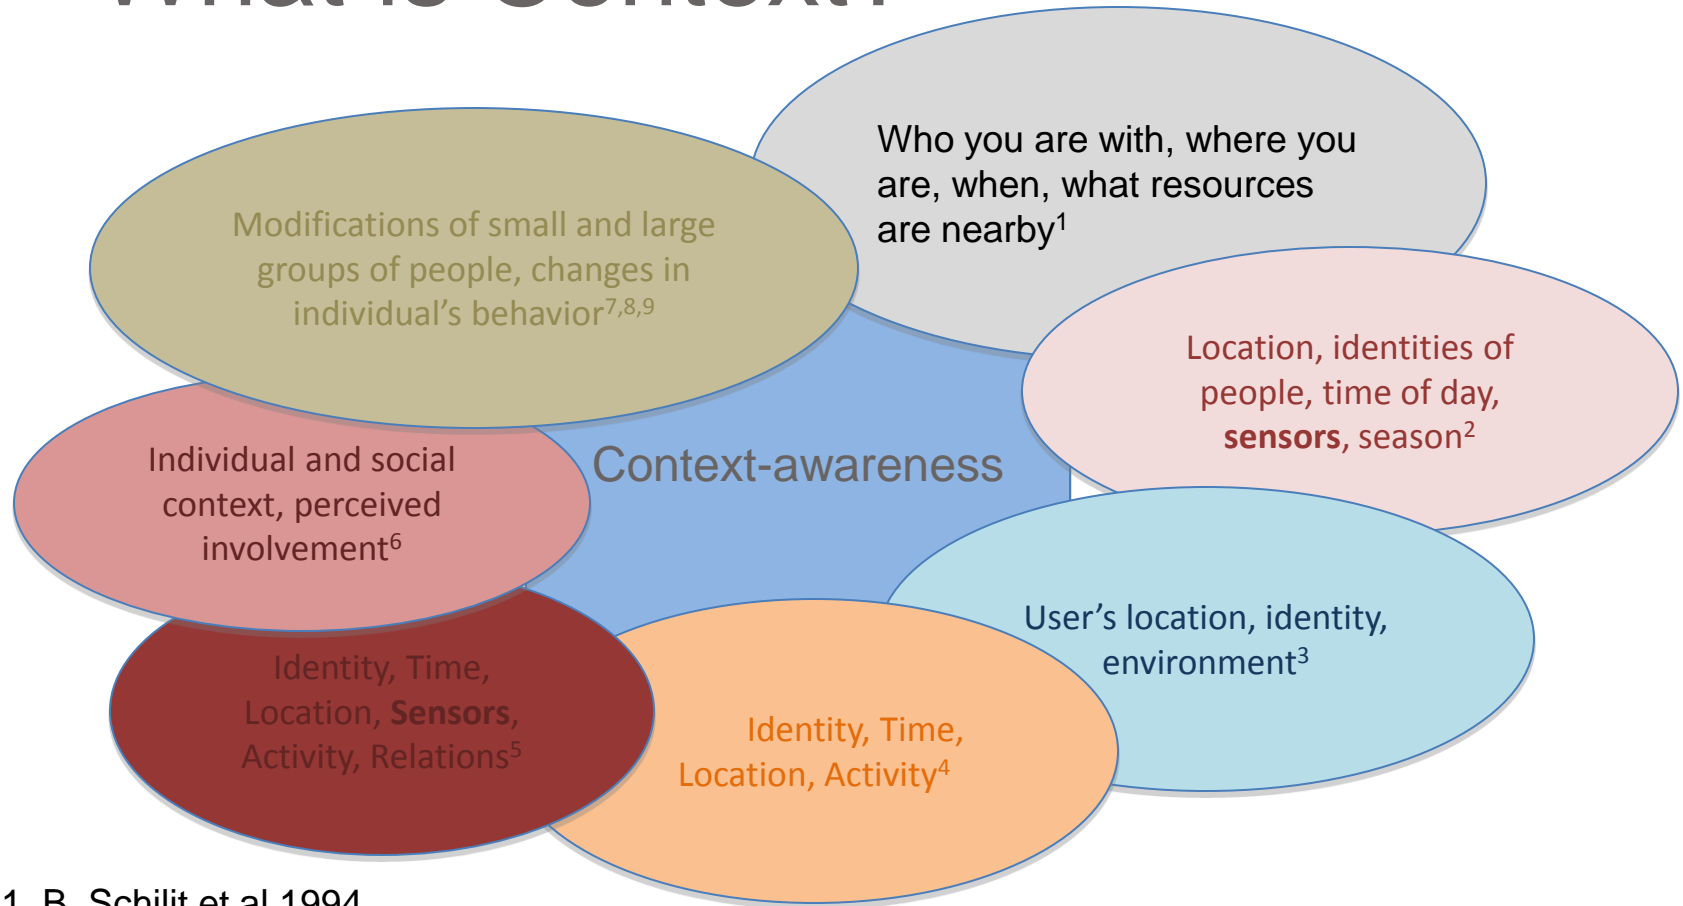 What is Context?
Who you are with, where you
are, when, what resources
are nearby1
Modifications of small and large
groups of people, changes in
individual’s behavior7,8,9
Location, identities of
people, time of day,
sensors, season2
Individual and social
context, perceived
involvement6
Context-awareness
User’s location, identity,
environment3
Identity, Time,
Location, Sensors,
Activity, Relations5
Identity, Time,
Location, Activity4
1. B. Schilit et al 1994